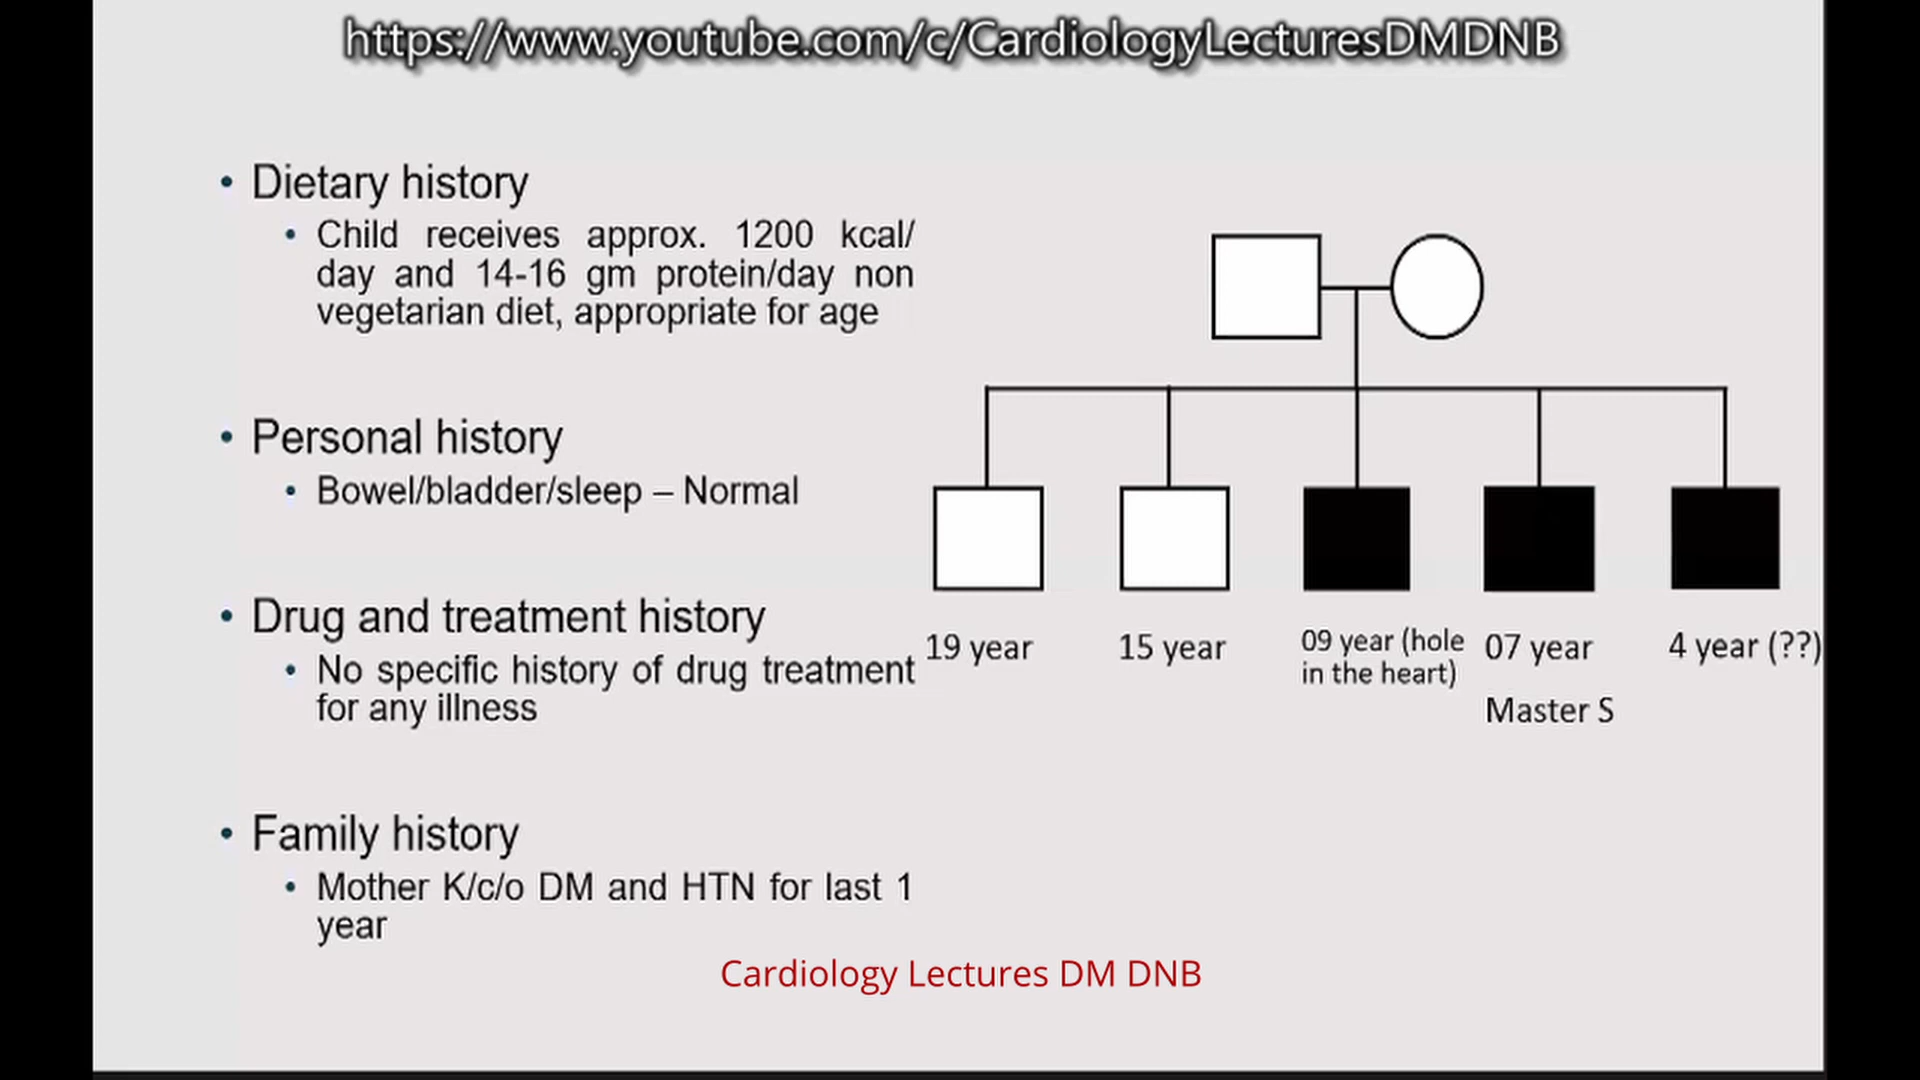 https://www.youtube.com/c/CardiologyLecturesDMDNB
• Dietary history
• Child receives approx. 1200 kcal/
day and 14-16 gm protein/day non
vegetarian diet, appropriate for age
• Personal history
• Bowel/bladder/sleep – Normal
• Drug and treatment history
• No specific history of drug treatment
for any illness
• Family history
• Mother K/c/o DM and HTN for last 1
year
19 year
15 year
09 year (hole
in the heart)
07 year
Master S
4 year (??)
Cardiology Lectures DM DNB